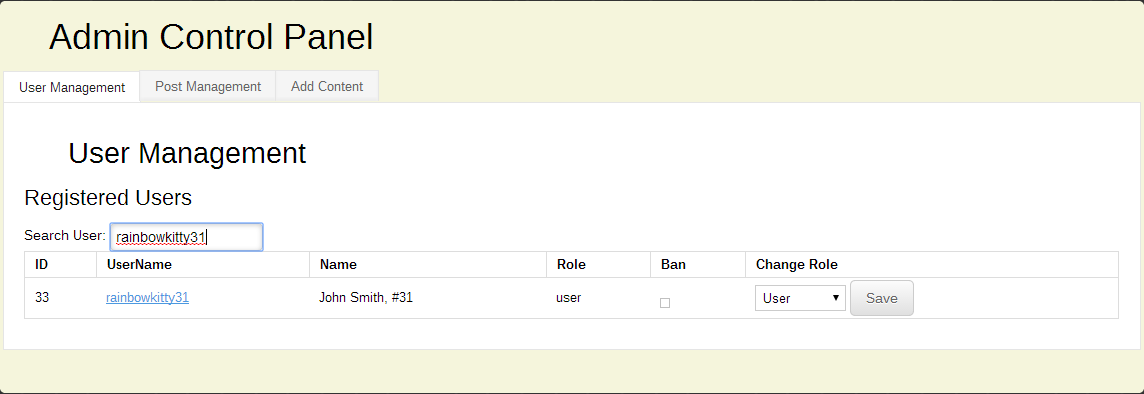 Admin Control Panel
User Management Post Management Add Content
User Management
Registered Users
Search User: rainbowkitty31
ID UserName Name Role Ban Change Role
33 rainbowkitty31 John Smith, #31 user User Save